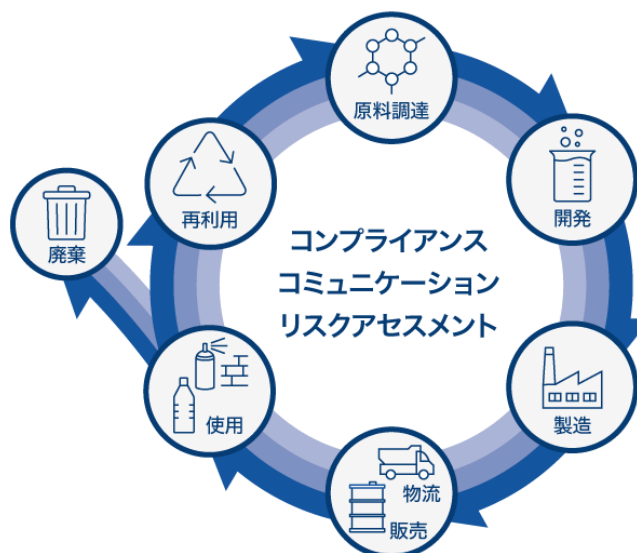 原料調達
開発
製造
物流
販売
使用
廃棄
再利用
コンプライアンス
コミュニケーション
リスクアセスメント